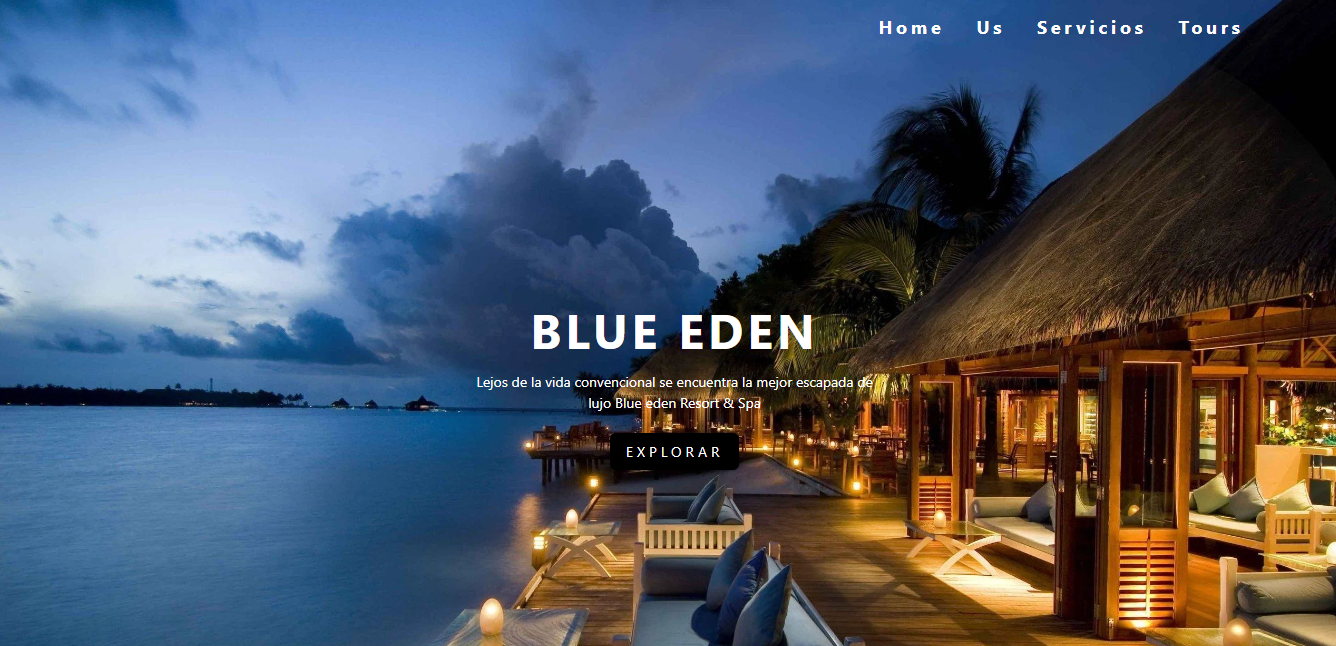 Home Us Servicios Tours
BLUE EDEN
Lejos de la vida convencional se encuentra la mejor escapada de
lujo Blue eden Resort & Spa
EXPLORAR